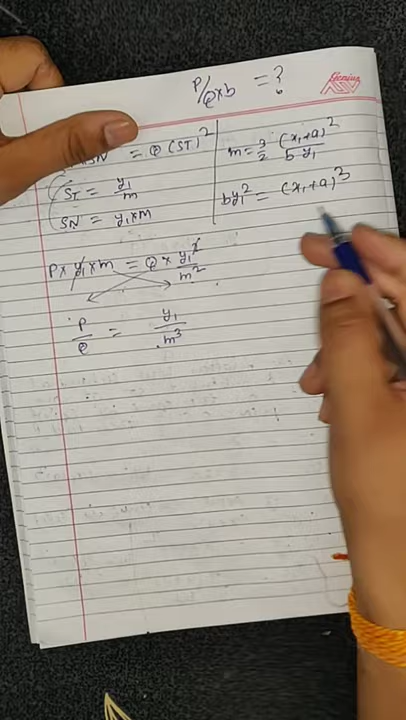 P/Q × b = ?
Genius
SN = Q (ST)²
ST = y₁/m
SN = y₁×m
P × y₁ × m = Q × y₁²/m²
P/Q = y₁/m³
m = 3/2 (x₁+a)²/b·y₁
by₁² = (x₁+a)³